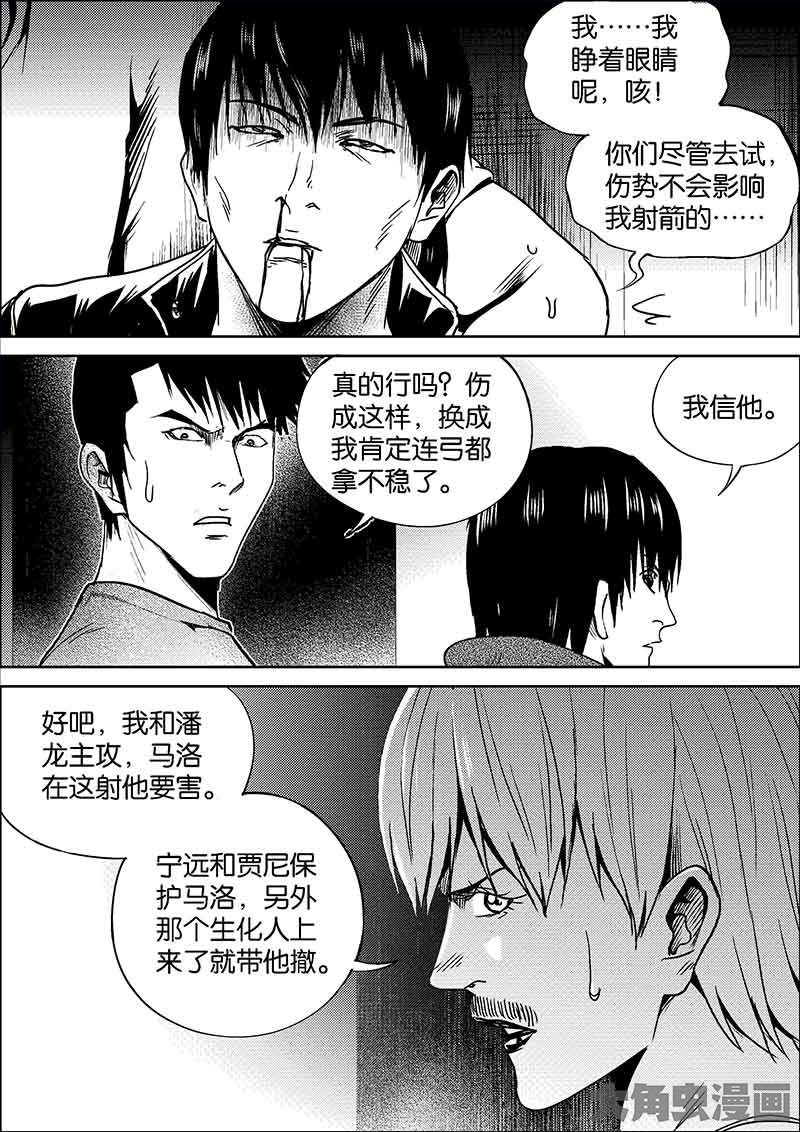 我……我
睁着眼睛
呢，咳！
你们尽管去试，
伤势不会影响
我射箭的……
真的行吗？伤
成这样，换成
我肯定连弓都
拿不稳了。
我信他。
好吧，我和潘
龙主攻，马洛
在这射他要害。
宁远和贾尼保
护马洛，另外
那个生化人上
来了就带他撤。
大角虫漫画